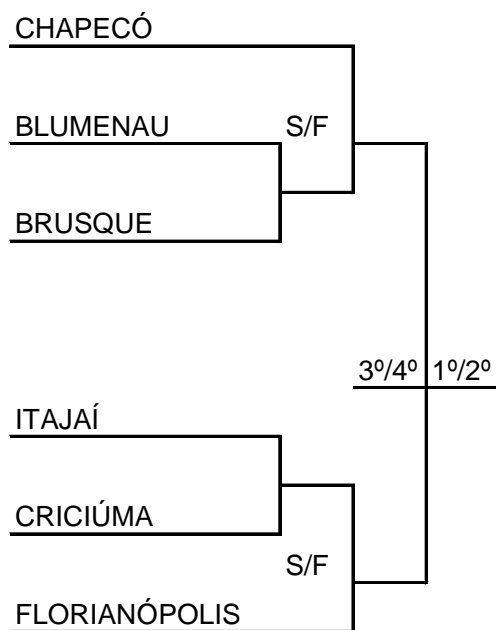 CHAPECÓ
BLUMENAU
S/F
BRUSQUE
3º/4º
1º/2º
ITAJAÍ
CRICIÚMA
S/F
FLORIANÓPOLIS